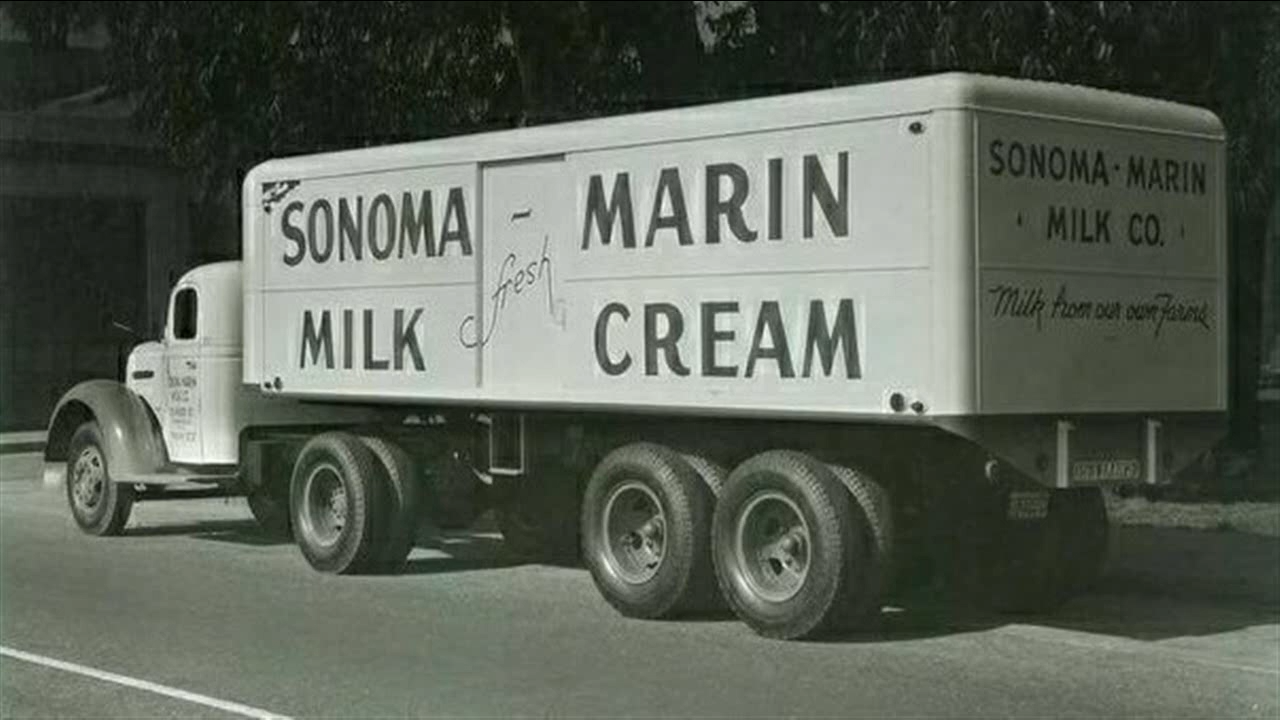 SONOMA - MARIN
fresh
MILK CREAM
SONOMA-MARIN
MILK CO.
Milk from our own Farms